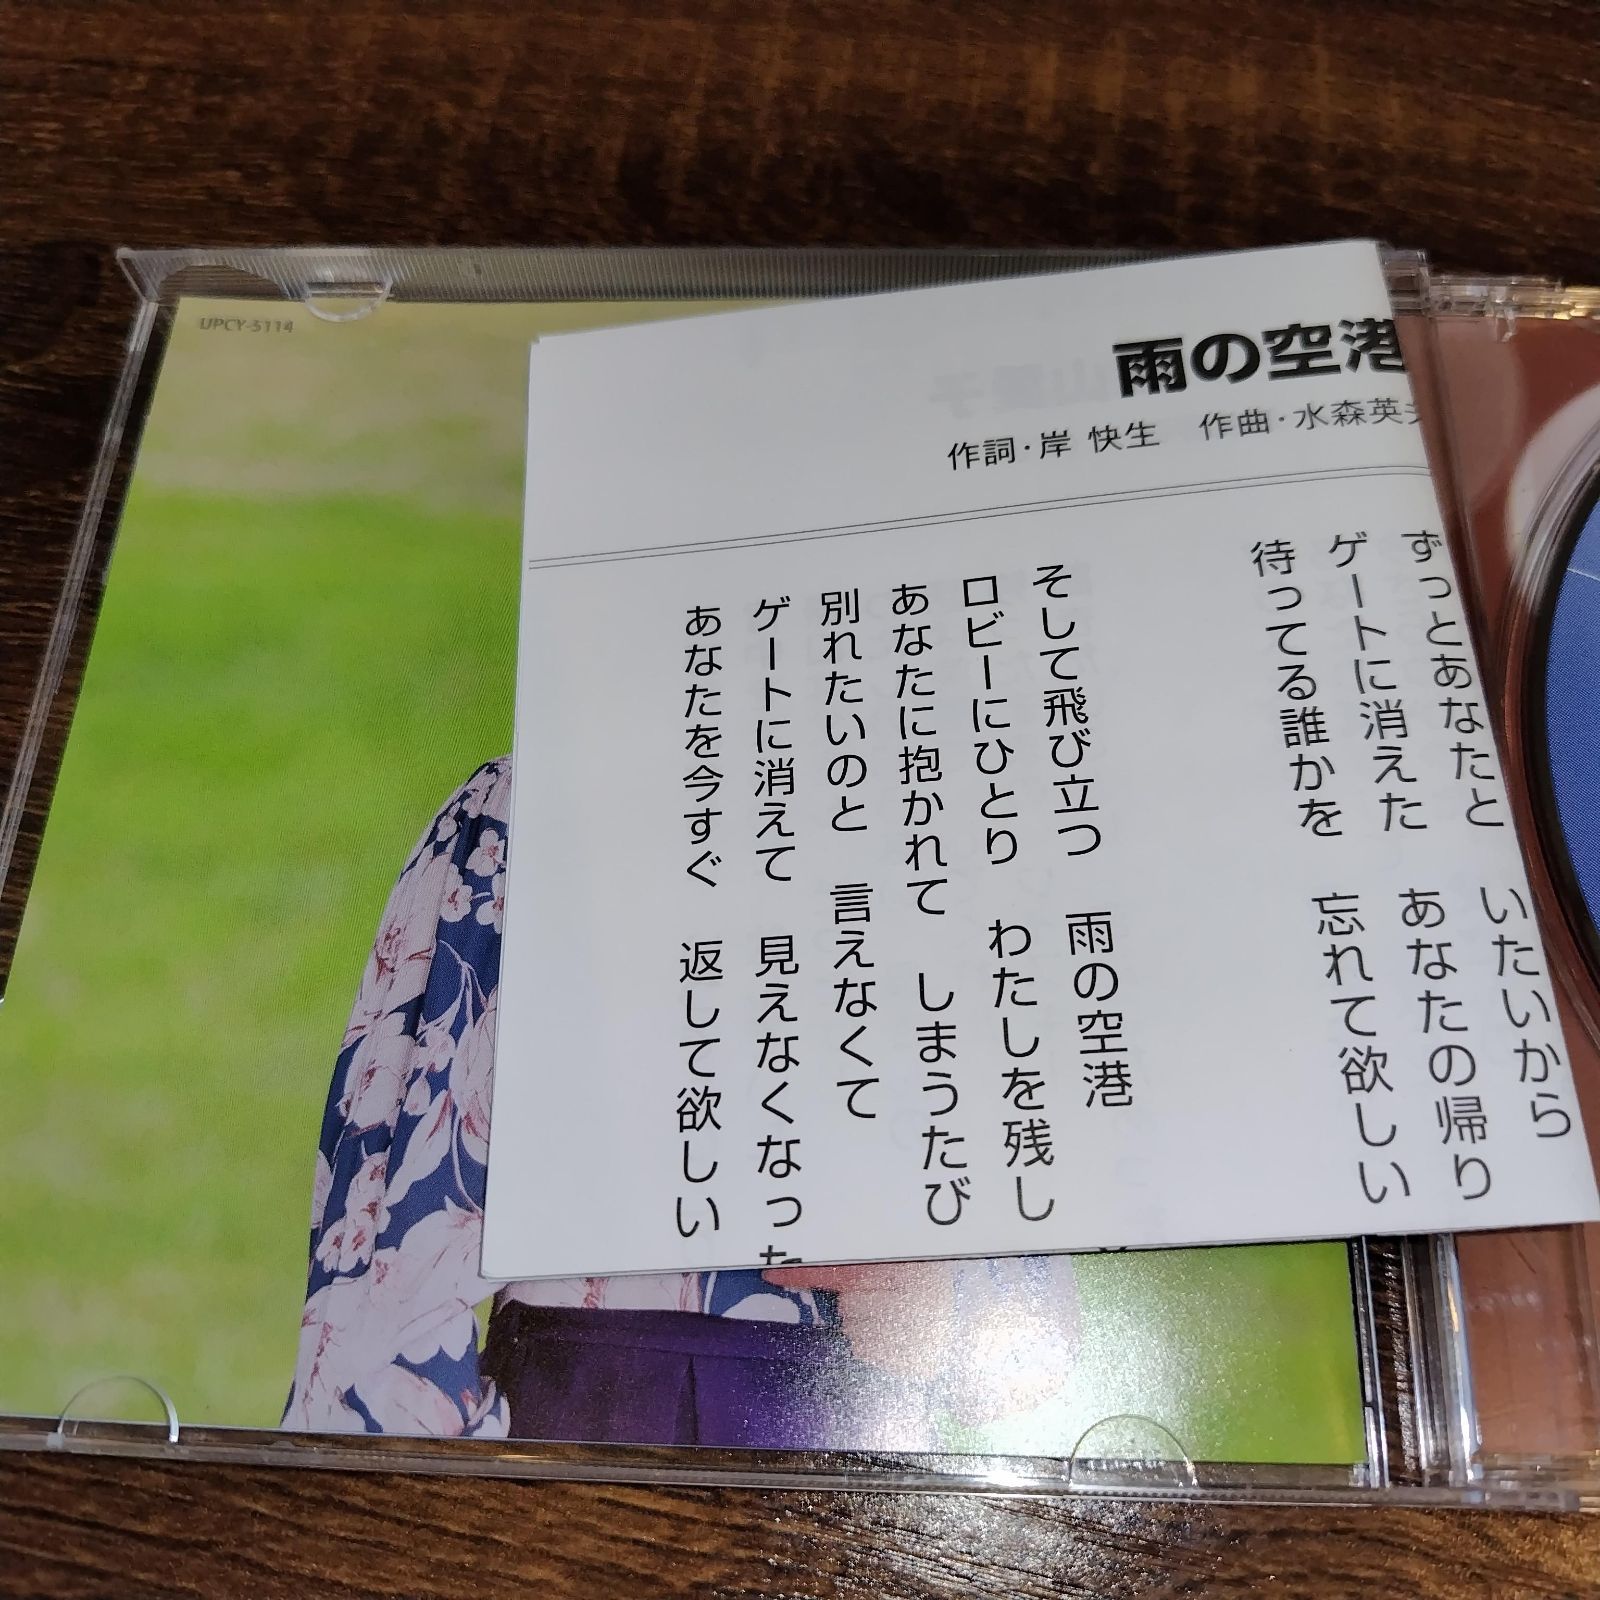 UPCY-5114
雨の空港
作詞・岸 快生 作曲・水森英
ずっとあなたと いたいから
ゲートに消えた あなたの帰り
待ってる誰かを 忘れて欲しい
そして飛び立つ 雨の空港
ロビーにひとり わたしを残し
あなたに抱かれて しまうたび
別れたいのと 言えなくて
ゲートに消えて 見えなくなった
あなたを今すぐ 返して欲しい